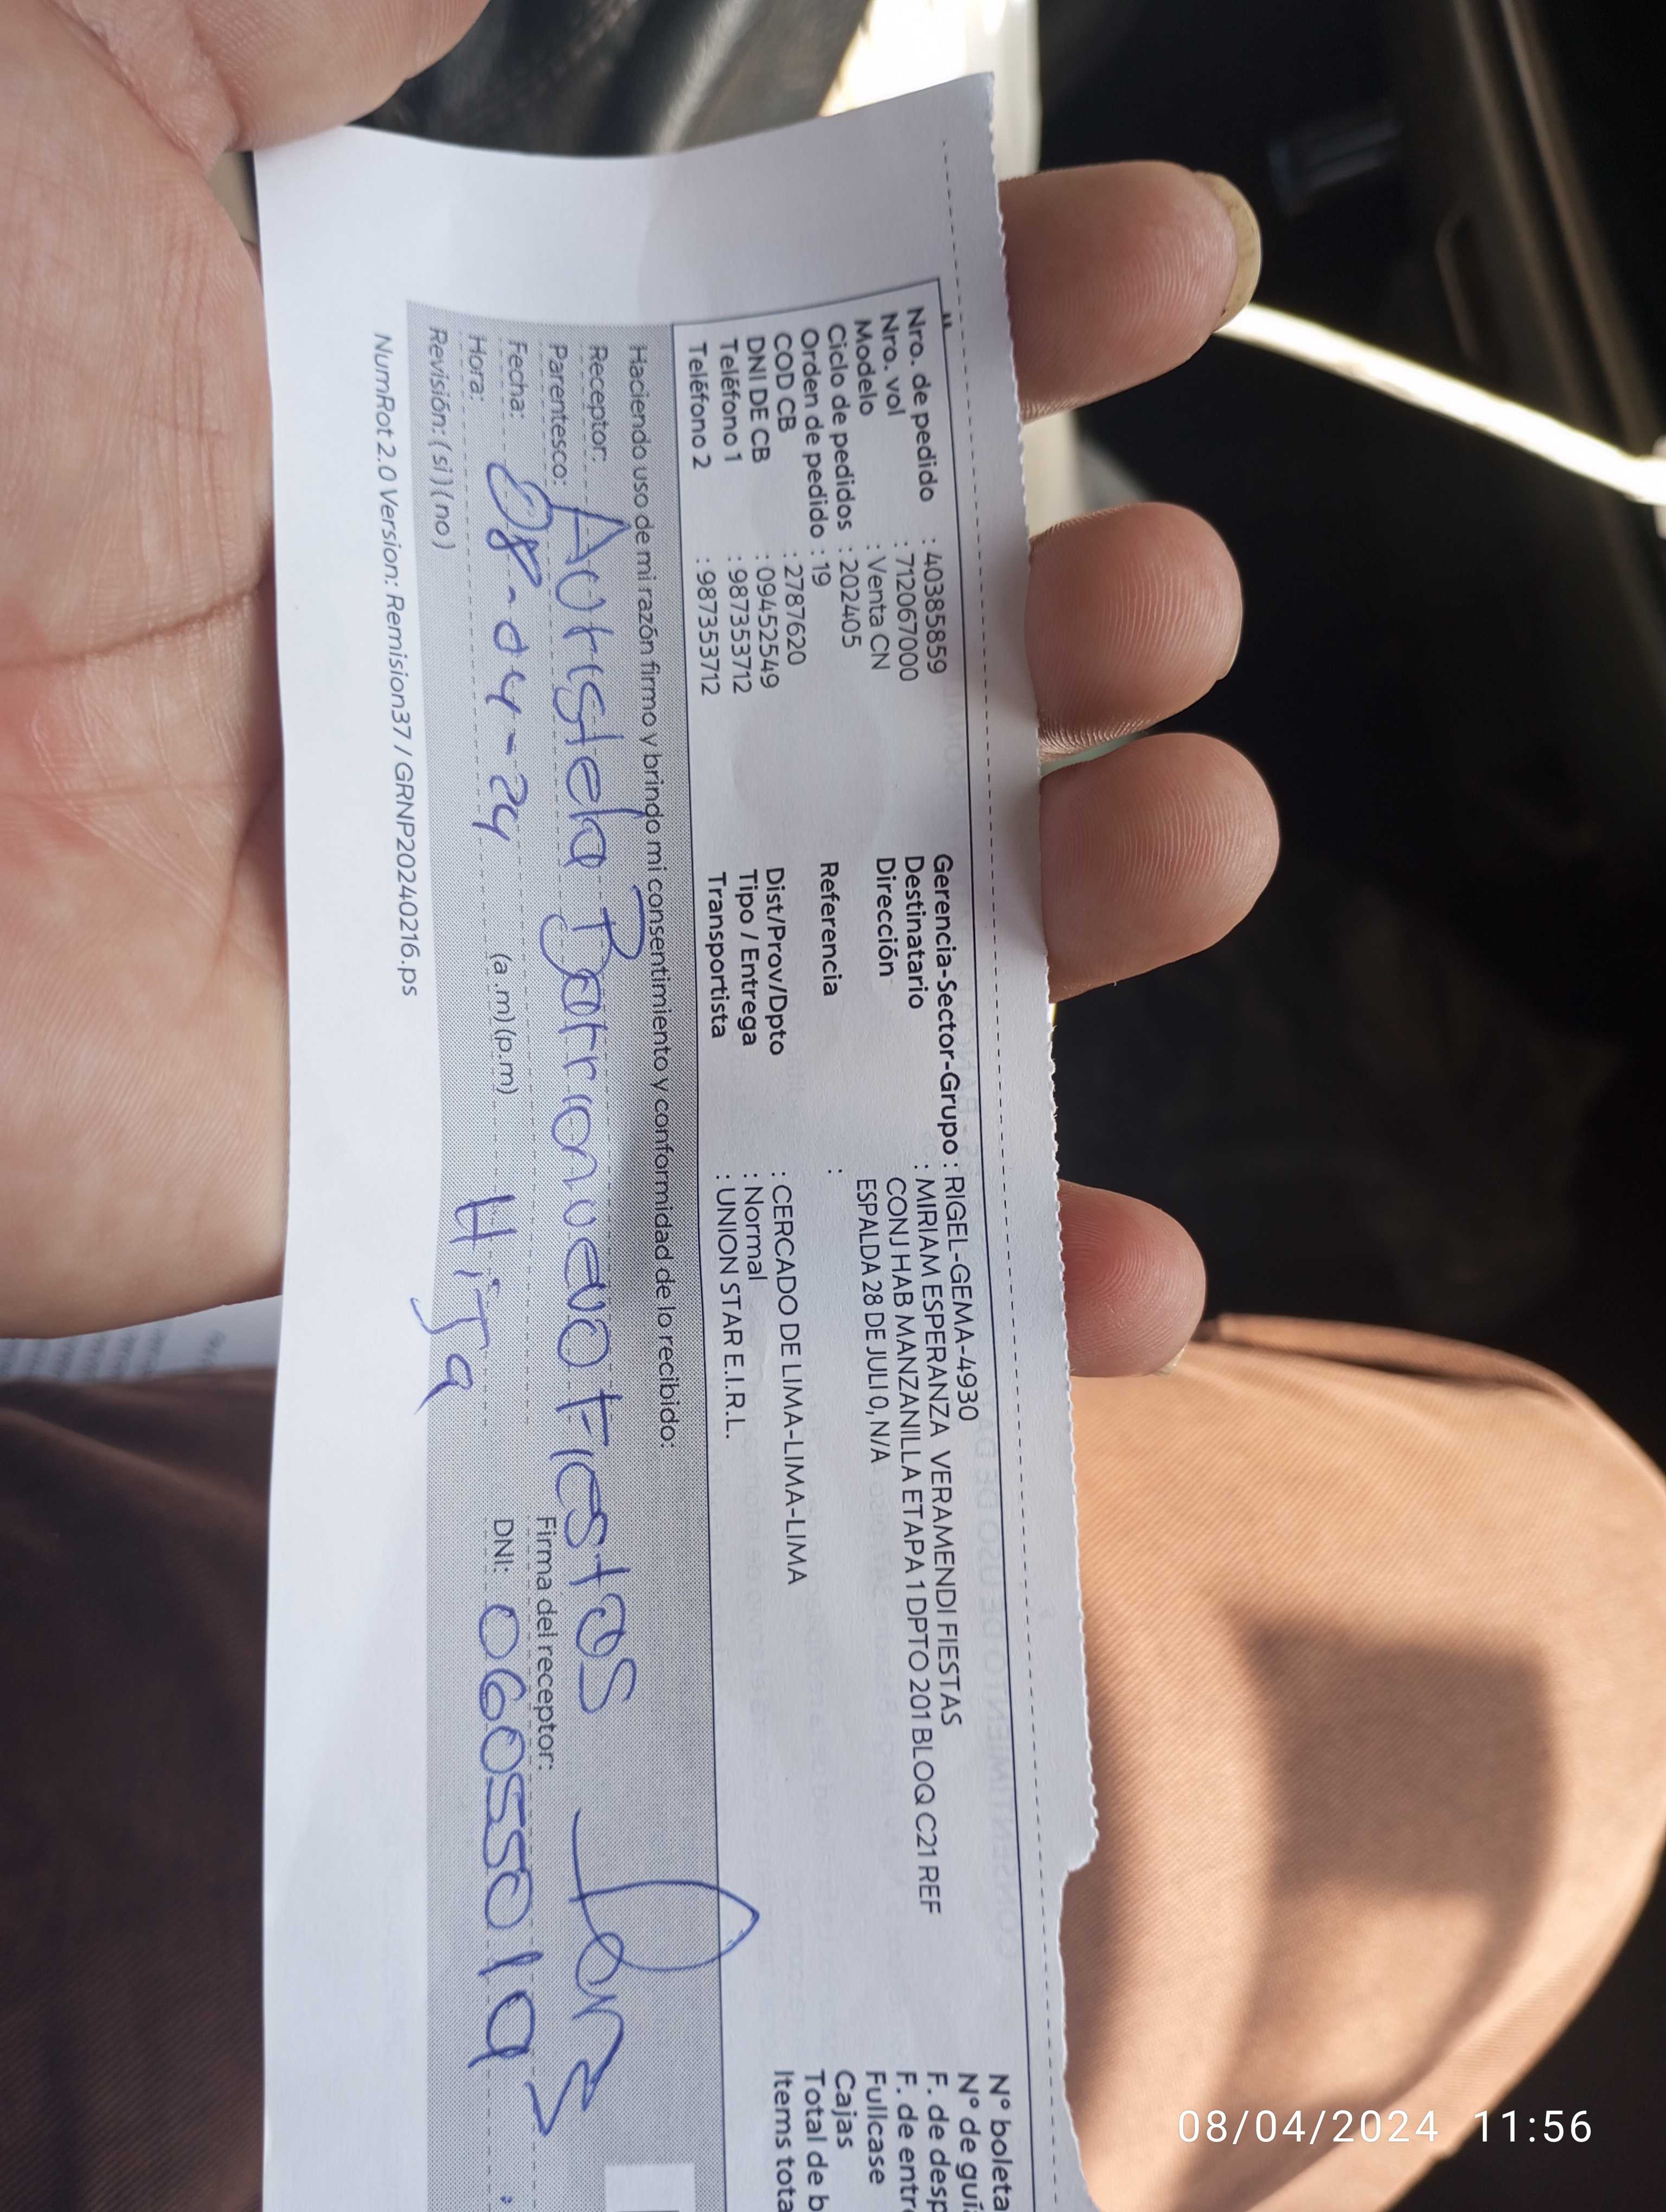 Nro. de pedido : 40385859
Nro. vol : 712067000
Modelo : Venta CN
Ciclo de pedidos : 202405
Orden de pedido : 19
COD CB : 2787620
DNI DE CB : 09452549
Teléfono 1 : 987353712
Teléfono 2 : 987353712
Gerencia-Sector-Grupo : RIGEL-GEMA-4930
Destinatario : MIRIAM ESPERANZA VERAMENDI FIESTAS
Dirección CONJ HAB MANZANILLA ETAPA 1 DPTO 201 BLOQ C21 REF
ESPALDA 28 DE JULI 0, N/A
Referencia :
Dist/Prov/Dpto : CERCADO DE LIMA-LIMA-LIMA
Tipo / Entrega : Normal
Transportista : UNION STAR E.I.R.L.
N° boleta
N° de guí
F. de desp
F. de entr
Fullcase
Cajas
Total de b
Items tota
Haciendo uso de mi razón firmo y brindo mi consentimiento y conformidad de lo recibido:
Receptor: Auristela Barrionuevo Fiestas
Parentesco: Firma del receptor:
Fecha: 08-04-24 DNI:
Hora: (a.m) (p.m) Hija
Revisión: ( si ) ( no )
NumRot 2.0 Version: Remision37 / GRNP20240216.ps
08/04/2024 11:56